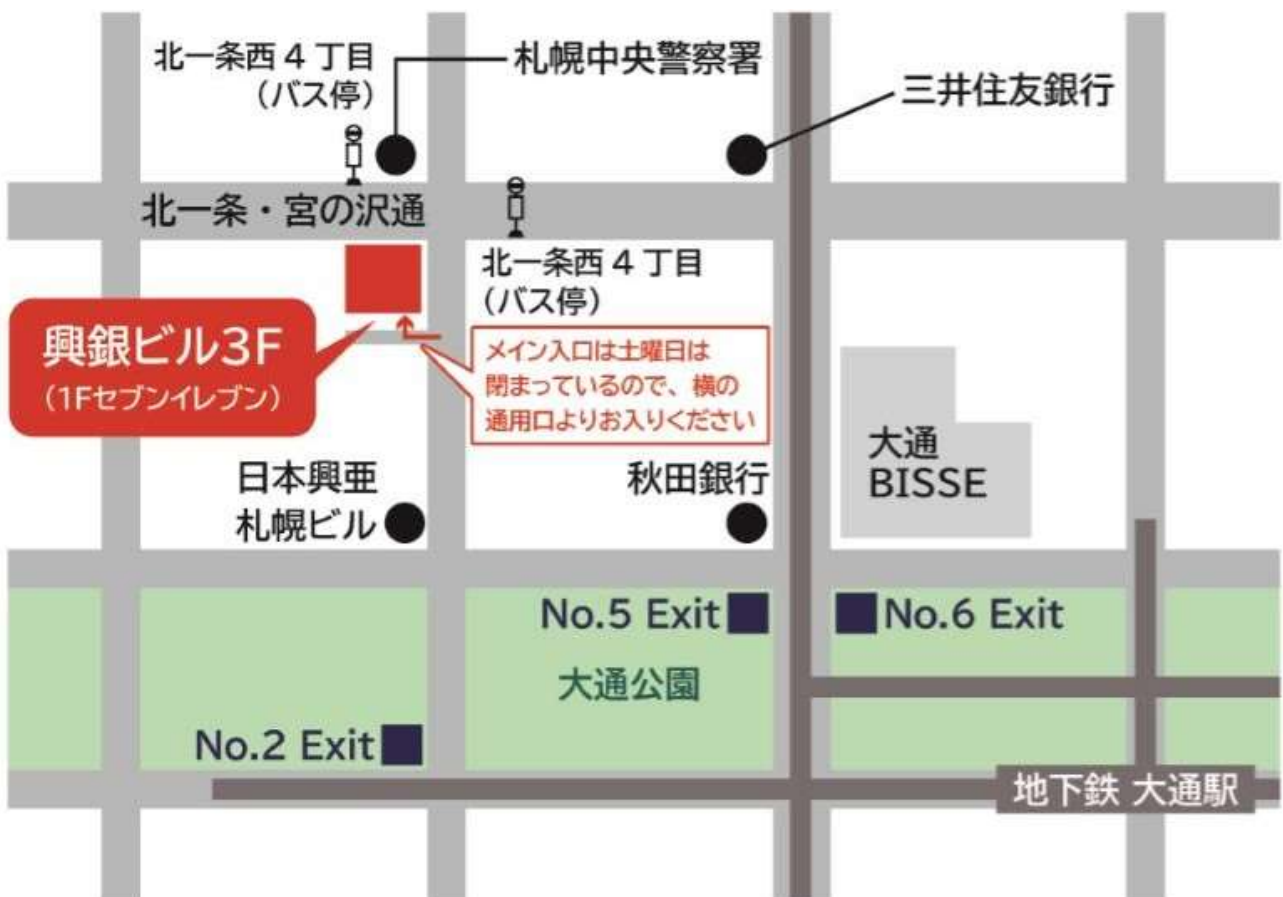 北一条西 4 丁目
(バス停)
札幌中央警察署
三井住友銀行
北一条・宮の沢通
北一条西 4 丁目
(バス停)
興銀ビル3F
(1Fセブンイレブン)
メイン入口は土曜日は
閉まっているので、横の
通用口よりお入りください
大通
BISSE
日本興亜
札幌ビル
秋田銀行
No.5 Exit
No.6 Exit
大通公園
No.2 Exit
地下鉄 大通駅